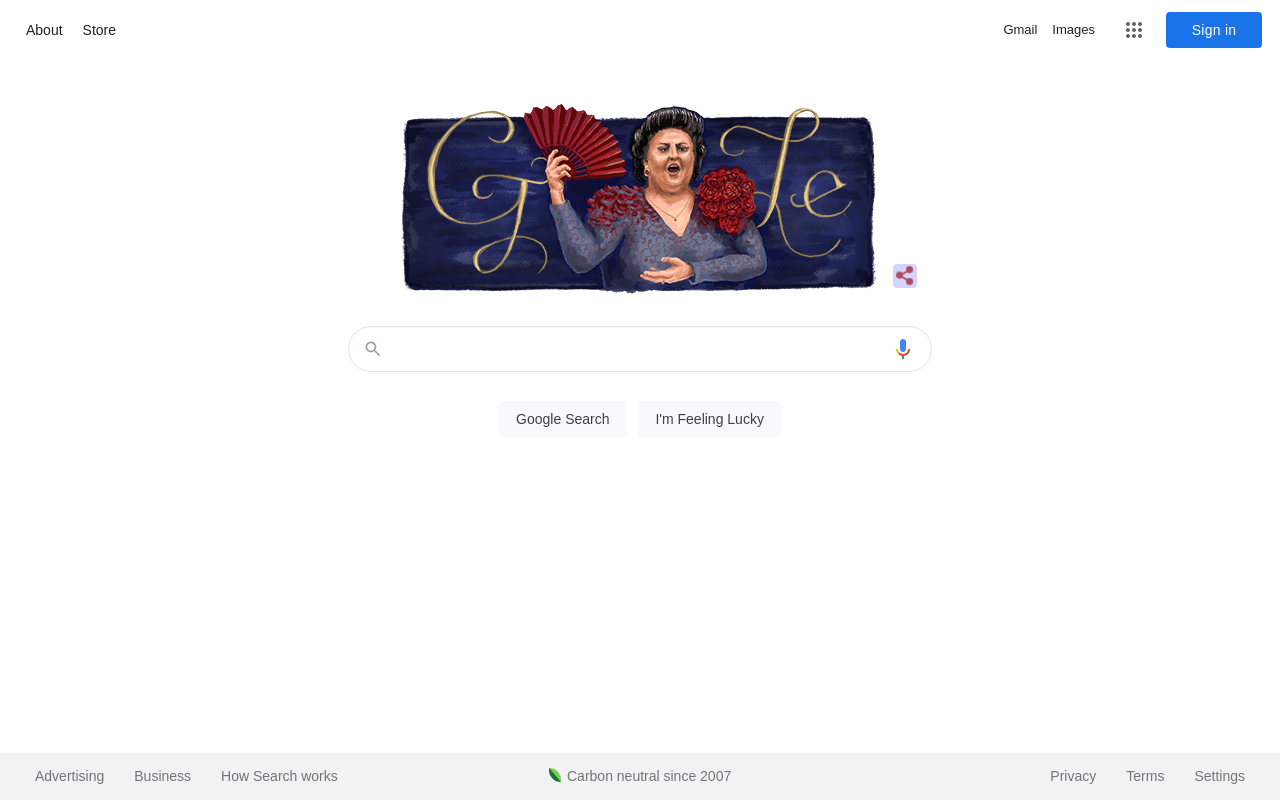 About Store
Gmail Images Sign in
G le
Google Search I'm Feeling Lucky
Advertising Business How Search works Carbon neutral since 2007 Privacy Terms Settings